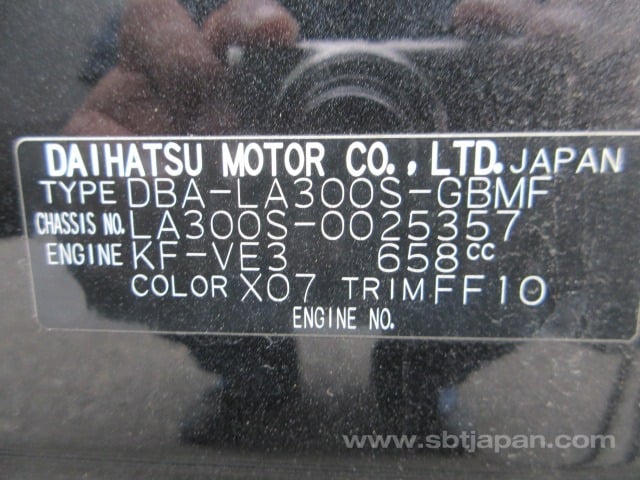 DAIHATSU MOTOR CO., LTD. JAPAN
TYPE DBA-LA300S-GBMF
CHASSIS NO. LA300S-0025357
ENGINE KF-VE3 658cc
COLOR X07 TRIM FF10
ENGINE NO.
www.sbtjapan.com